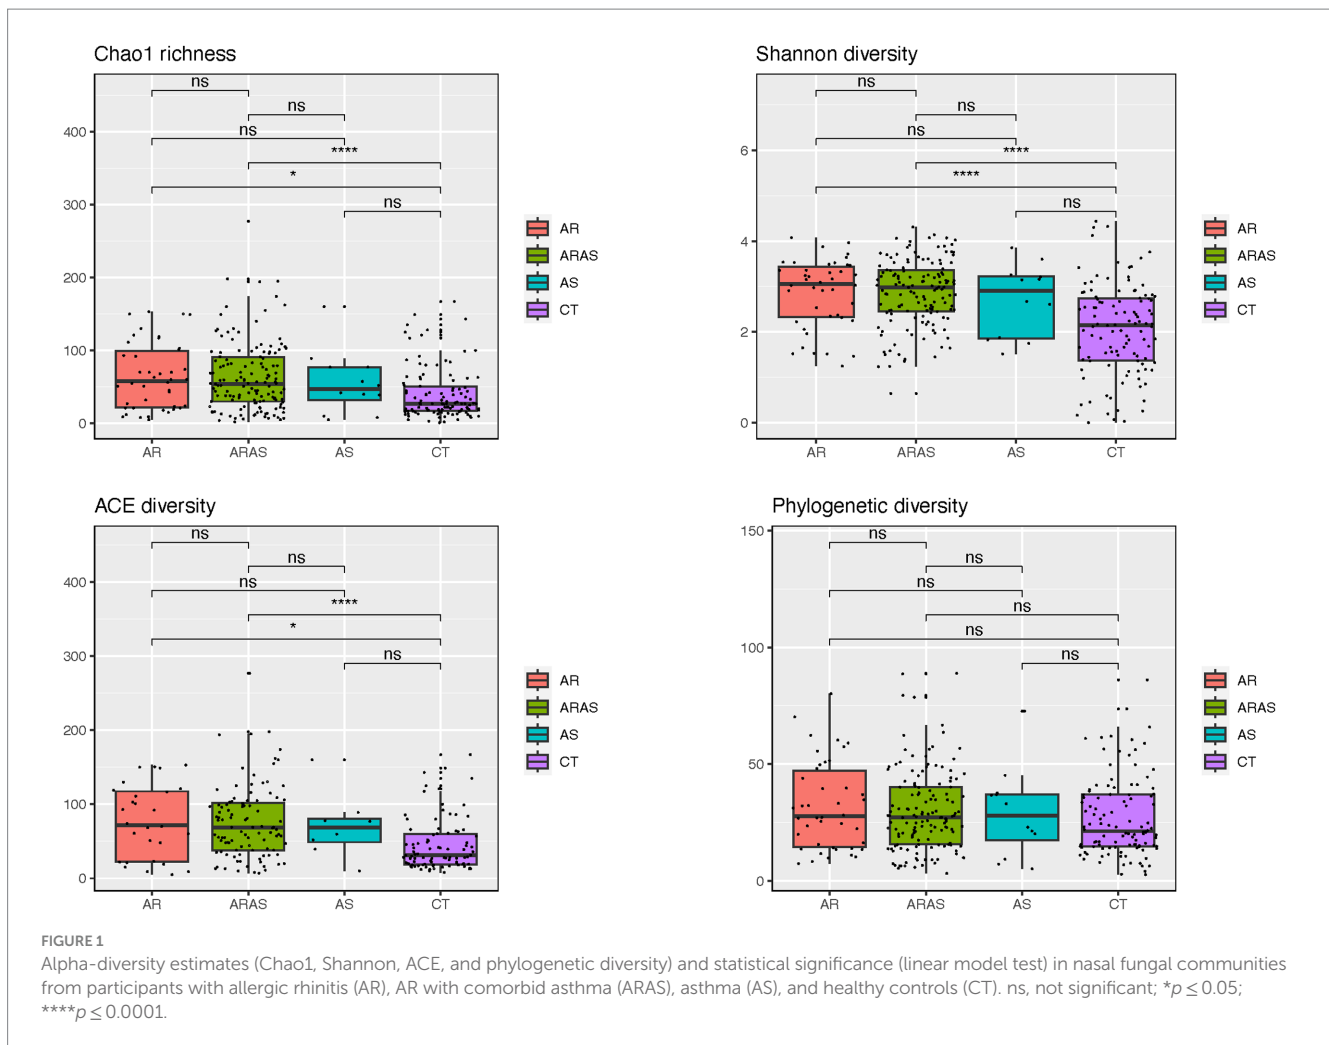 Chao1 richness
ns
ns
ns
****
*
ns
400
300
200
100
0
AR ARAS AS CT
AR
ARAS
AS
CT
Shannon diversity
ns
ns
ns
****
****
ns
6
4
2
0
AR ARAS AS CT
AR
ARAS
AS
CT
ACE diversity
ns
ns
ns
****
*
ns
400
300
200
100
0
AR ARAS AS CT
AR
ARAS
AS
CT
Phylogenetic diversity
150
ns
ns
ns
ns
ns
ns
100
50
0
AR ARAS AS CT
AR
ARAS
AS
CT
FIGURE 1
Alpha-diversity estimates (Chao1, Shannon, ACE, and phylogenetic diversity) and statistical significance (linear model test) in nasal fungal communities
from participants with allergic rhinitis (AR), AR with comorbid asthma (ARAS), asthma (AS), and healthy controls (CT). ns, not significant; *p ≤ 0.05;
****p ≤ 0.0001.